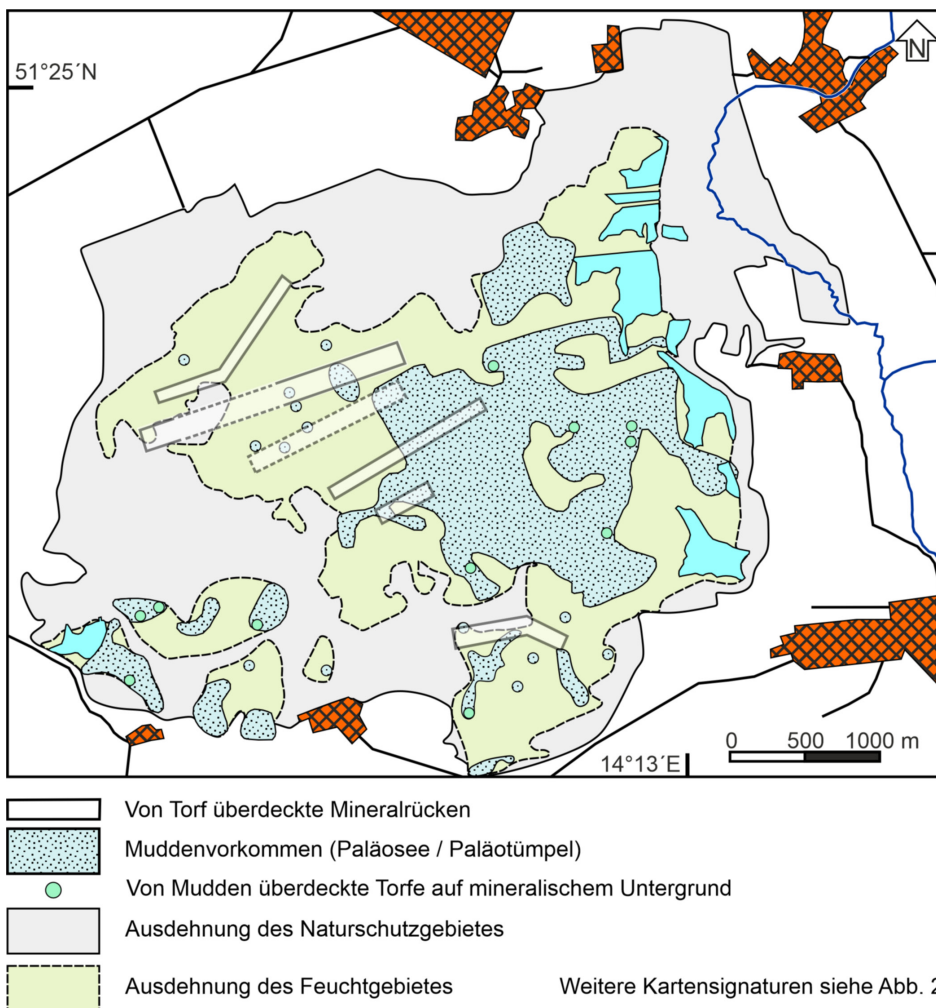 51°25´N
N
0 500 1000 m
14°13´E
Von Torf überdeckte Mineralrücken
Muddenvorkommen (Paläosee / Paläotümpel)
Von Mudden überdeckte Torfe auf mineralischem Untergrund
Ausdehnung des Naturschutzgebietes
Ausdehnung des Feuchtgebietes Weitere Kartensignaturen siehe Abb. 2